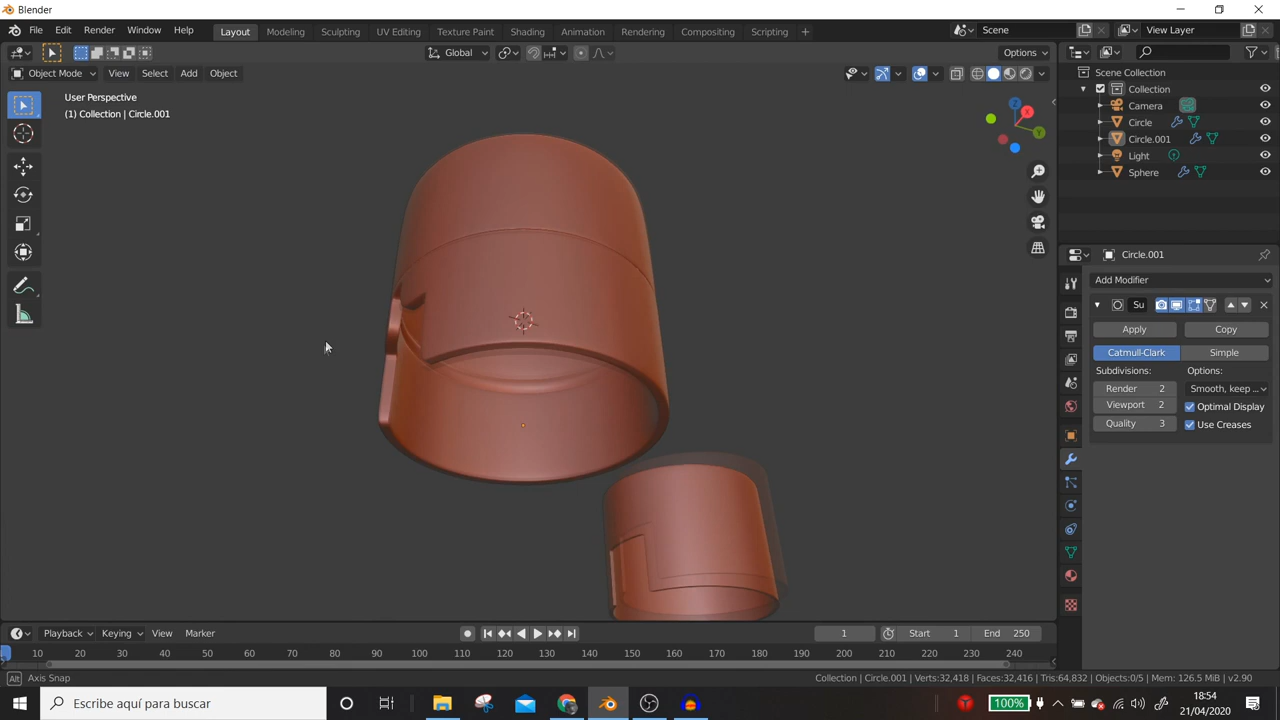 Blender
File Edit Render Window Help
Layout Modeling Sculpting UV Editing Texture Paint Shading Animation Rendering Compositing Scripting +
Scene
View Layer
Global
Options
Object Mode View Select Add Object
User Perspective
(1) Collection | Circle.001
Z
X
Y
Scene Collection
Collection
Camera
Circle
Circle.001
Light
Sphere
Circle.001
Add Modifier
Su
Apply Copy
Catmull-Clark Simple
Subdivisions: Options:
Render 2 Smooth, keep ...
Viewport 2 Optimal Display
Quality 3 Use Creases
Playback Keying View Marker
1 Start 1 End 250
10 20 30 40 50 60 70 80 90 100 110 120 130 140 150 160 170 180 190 200 210 220 230 240
Alt Axis Snap
Collection | Circle.001 | Verts:32,418 | Faces:32,416 | Tris:64,832 | Objects:0/5 | Mem: 126.5 MiB | v2.90
Escribe aquí para buscar
100%
18:54
21/04/2020